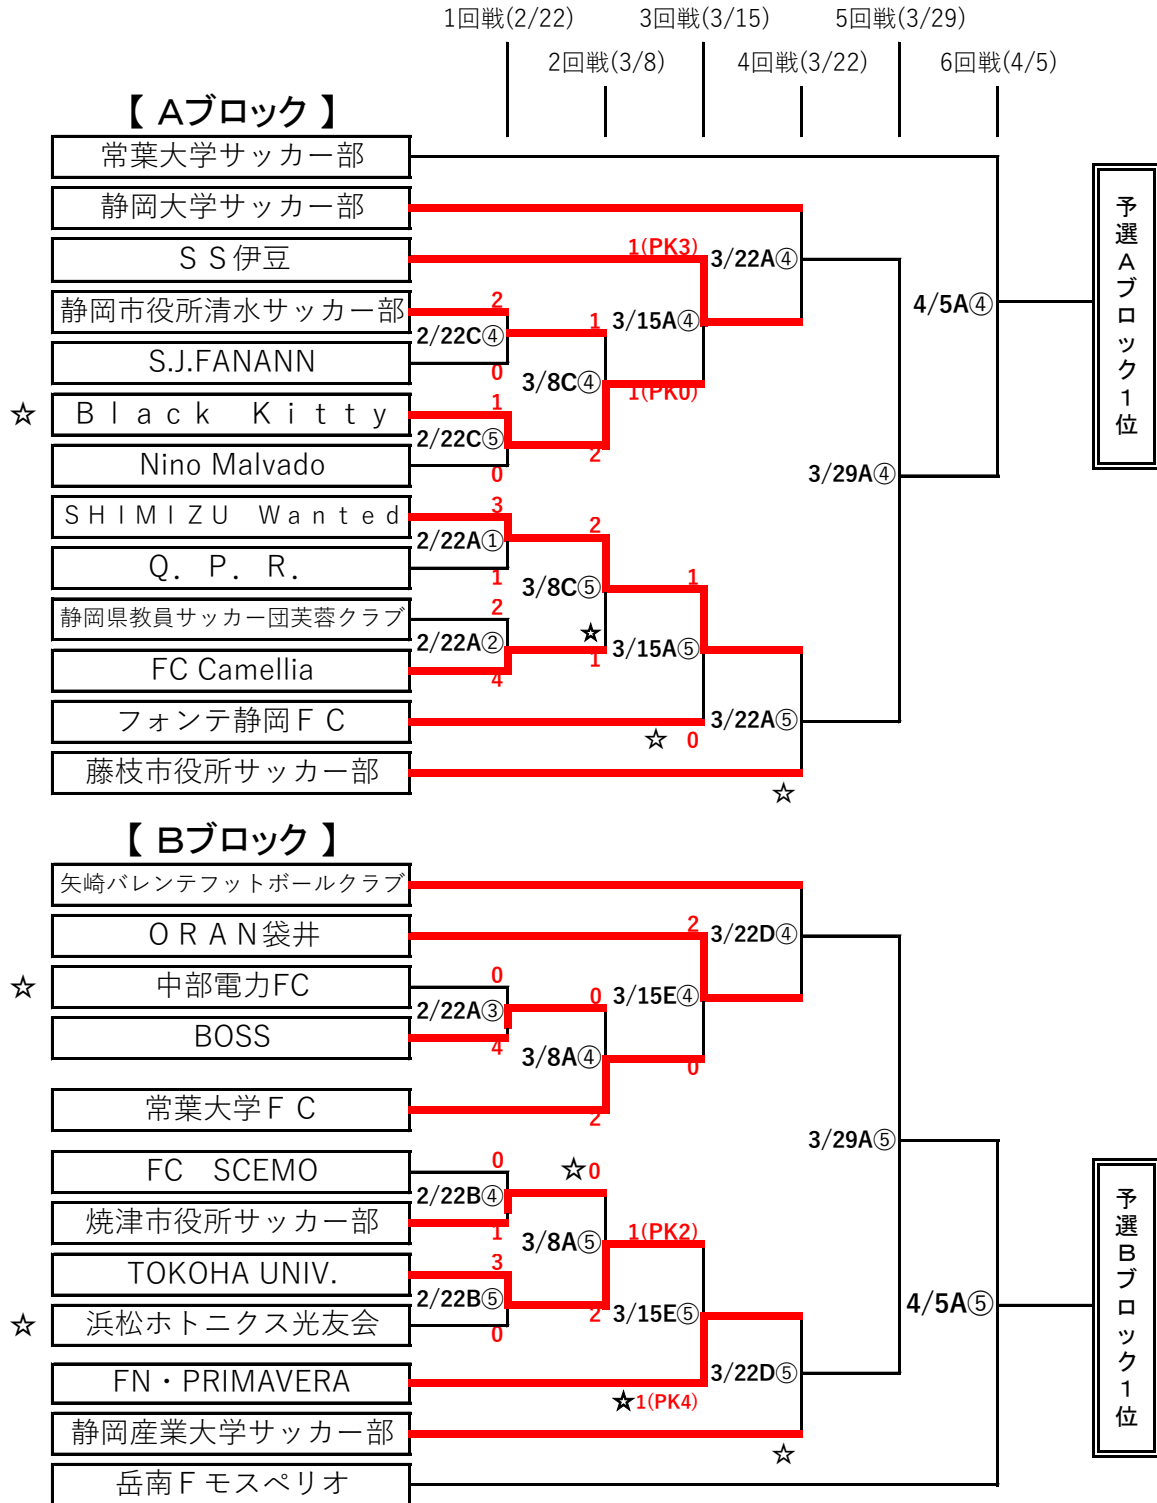 1回戦(2/22) 3回戦(3/15) 5回戦(3/29)
2回戦(3/8) 4回戦(3/22) 6回戦(4/5)
【 Aブロック 】
常葉大学サッカー部
静岡大学サッカー部
ＳＳ伊豆
静岡市役所清水サッカー部
S.J.FANANN
☆ Ｂｌａｃｋ　Ｋｉｔｔｙ
Nino Malvado
ＳＨＩＭＩＺＵ　Ｗａｎｔｅｄ
Ｑ．Ｐ．Ｒ．
静岡県教員サッカー団芙蓉クラブ
FC Camellia
フォンテ静岡ＦＣ
藤枝市役所サッカー部
2
2/22C④
0
1
2/22C⑤
0
3
2/22A①
1
2
2/22A②
4
1
3/8C④
2
2
3/8C⑤
☆
1
1(PK3)
3/15A④
1(PK0)
1
3/15A⑤
☆ 0
3/22A④
3/22A⑤
☆
3/29A④
4/5A④
予選Aブロック1位
【 Bブロック 】
矢崎バレンテフットボールクラブ
ＯＲＡＮ袋井
☆ 中部電力FC
BOSS
常葉大学ＦＣ
FC　SCEMO
焼津市役所サッカー部
TOKOHA UNIV.
☆ 浜松ホトニクス光友会
FN・PRIMAVERA
静岡産業大学サッカー部
岳南Ｆモスペリオ
0
2/22A③
4
0
2/22B④
1
3
2/22B⑤
0
0
3/8A④
2
☆0
3/8A⑤
2
2
3/15E④
0
1(PK2)
3/15E⑤
☆1(PK4)
3/22D④
3/22D⑤
☆
3/29A⑤
4/5A⑤
予選Bブロック1位